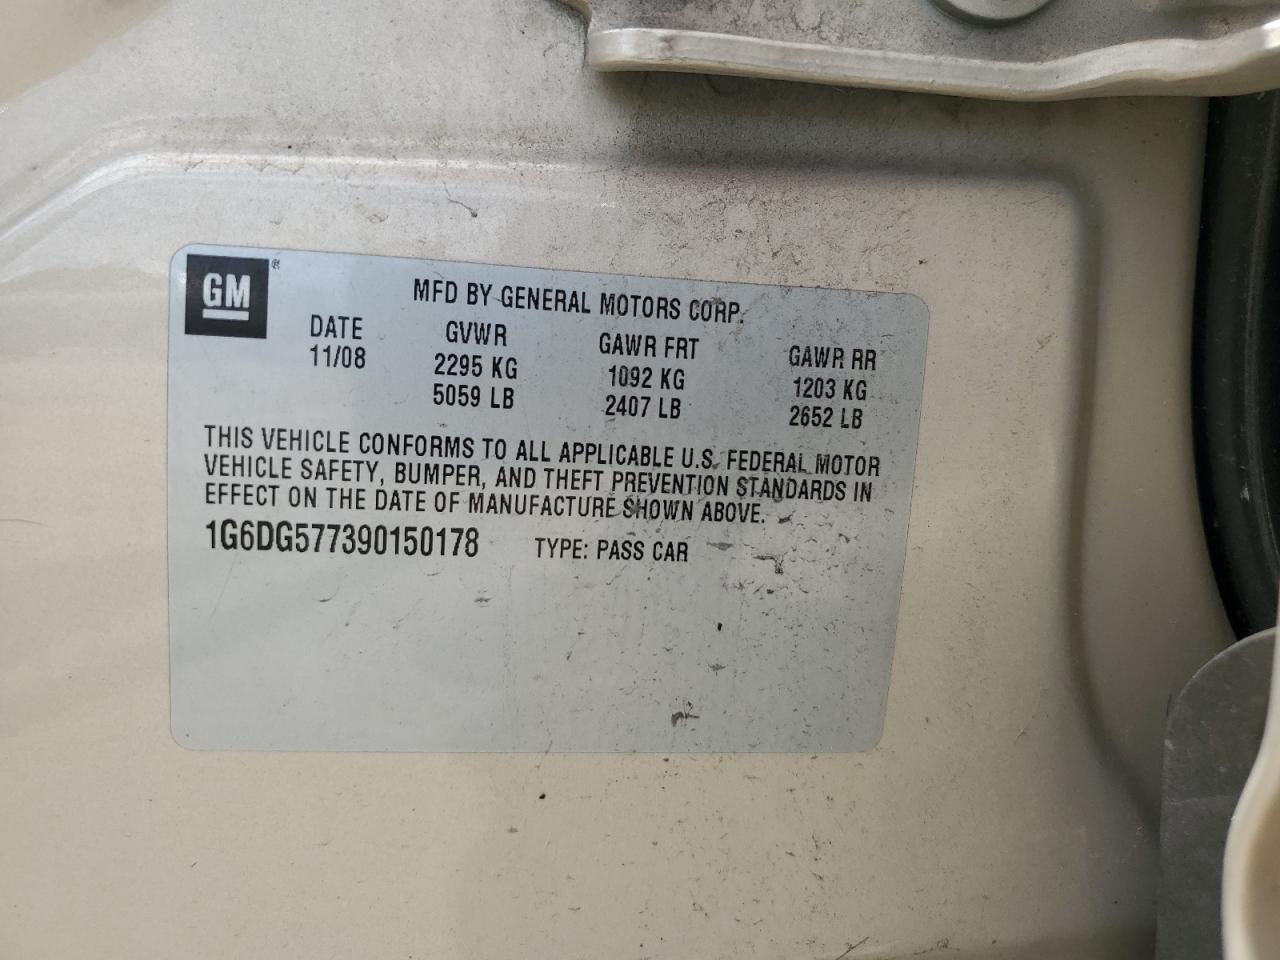 GM ®
MFD BY GENERAL MOTORS CORP.
DATE GVWR GAWR FRT GAWR RR
11/08 2295 KG 1092 KG 1203 KG
5059 LB 2407 LB 2652 LB
THIS VEHICLE CONFORMS TO ALL APPLICABLE U.S. FEDERAL MOTOR
VEHICLE SAFETY, BUMPER, AND THEFT PREVENTION STANDARDS IN
EFFECT ON THE DATE OF MANUFACTURE SHOWN ABOVE.
1G6DG577390150178 TYPE: PASS CAR